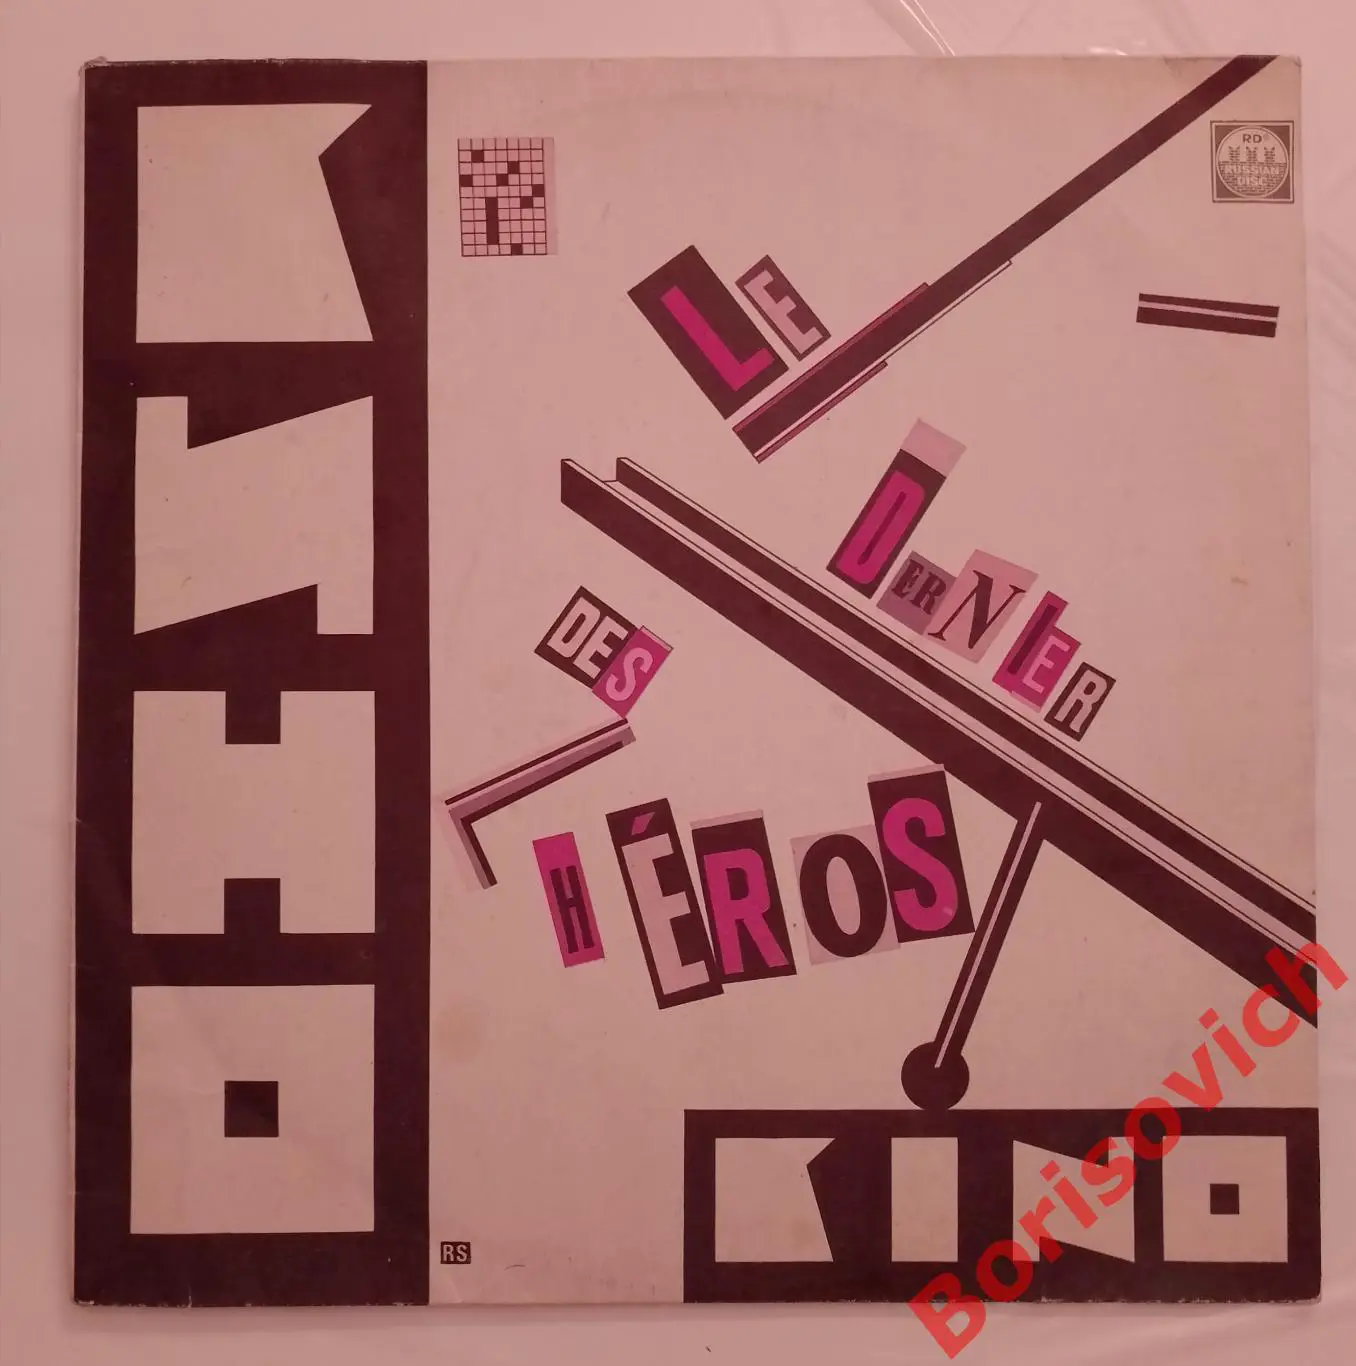 КИНО
RD®
RUSSIAN
DISC
LE
DERNIER
DES
HÉROS
KINO
RS
Borisovich